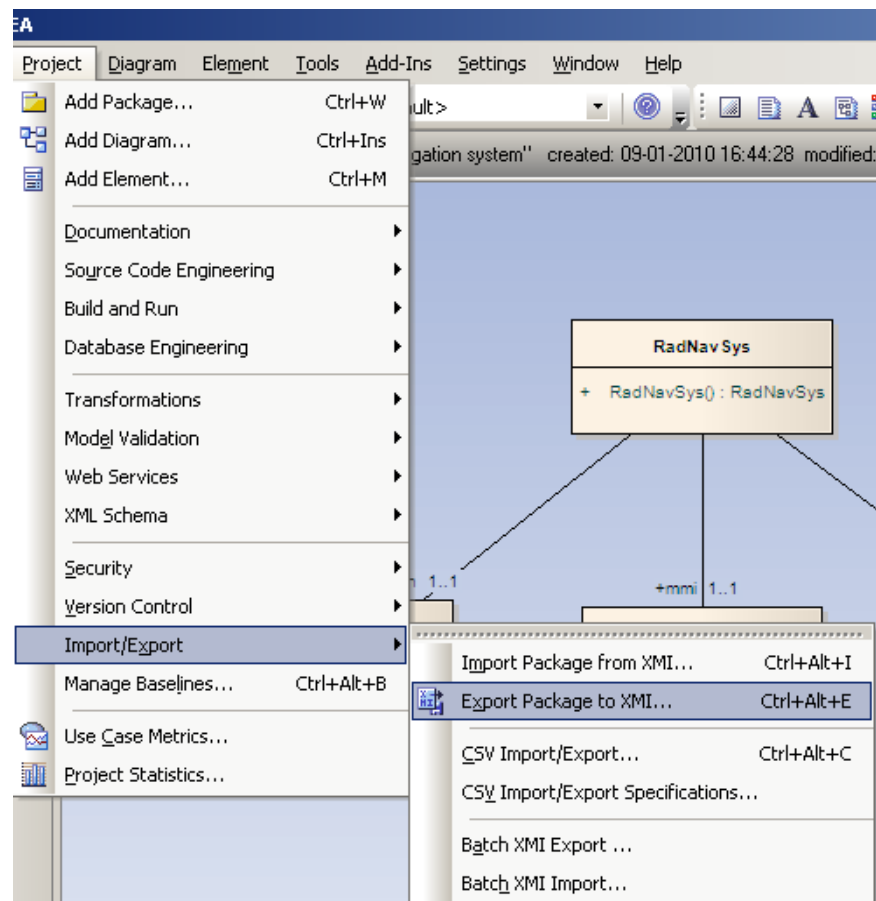 EA
Project Diagram Element Tools Add-Ins Settings Window Help
Add Package... Ctrl+W
ult>
Add Diagram... Ctrl+Ins
gation system" created: 09-01-2010 16:44:28 modified:
Add Element... Ctrl+M
Documentation
Source Code Engineering
Build and Run
Database Engineering
RadNavSys
+ RadNavSys() : RadNavSys
Transformations
Model Validation
Web Services
XML Schema
Security
1..1
+mmi 1..1
Version Control
Import/Export
Import Package from XMI... Ctrl+Alt+I
Manage Baselines... Ctrl+Alt+B
Export Package to XMI... Ctrl+Alt+E
Use Case Metrics...
CSV Import/Export... Ctrl+Alt+C
Project Statistics...
CSV Import/Export Specifications...
Batch XMI Export ...
Batch XMI Import...